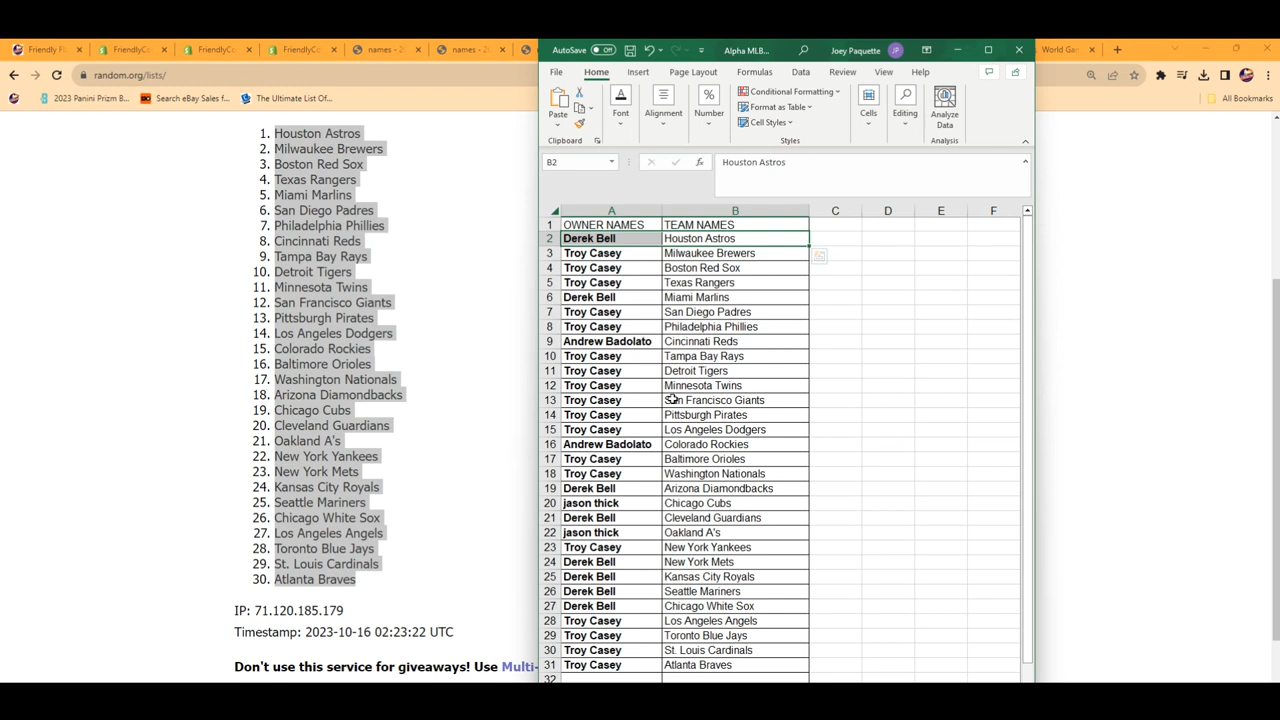 Friendly F
FriendlyC
FriendlyC
FriendlyC
names - 2
names - 2
World Gam
random.org/lists/
2023 Panini Prizm B...
Search eBay Sales f...
The Ultimate List Of...
All Bookmarks
1. Houston Astros
2. Milwaukee Brewers
3. Boston Red Sox
4. Texas Rangers
5. Miami Marlins
6. San Diego Padres
7. Philadelphia Phillies
8. Cincinnati Reds
9. Tampa Bay Rays
10. Detroit Tigers
11. Minnesota Twins
12. San Francisco Giants
13. Pittsburgh Pirates
14. Los Angeles Dodgers
15. Colorado Rockies
16. Baltimore Orioles
17. Washington Nationals
18. Arizona Diamondbacks
19. Chicago Cubs
20. Cleveland Guardians
21. Oakland A's
22. New York Yankees
23. New York Mets
24. Kansas City Royals
25. Seattle Mariners
26. Chicago White Sox
27. Los Angeles Angels
28. Toronto Blue Jays
29. St. Louis Cardinals
30. Atlanta Braves
IP: 71.120.185.179
Timestamp: 2023-10-16 02:23:22 UTC
Don't use this service for giveaways! Use Multi-
AutoSave Off Alpha MLB... Joey Paquette JP
File Home Insert Page Layout Formulas Data Review View Help
Paste
Clipboard
Font
Alignment
Number
Conditional Formatting
Format as Table
Cell Styles
Styles
Cells
Editing
Analyze Data
Analysis
B2 fx Houston Astros
A B C D E F
1 OWNER NAMES TEAM NAMES
2 Derek Bell Houston Astros
3 Troy Casey Milwaukee Brewers
4 Troy Casey Boston Red Sox
5 Troy Casey Texas Rangers
6 Derek Bell Miami Marlins
7 Troy Casey San Diego Padres
8 Troy Casey Philadelphia Phillies
9 Andrew Badolato Cincinnati Reds
10 Troy Casey Tampa Bay Rays
11 Troy Casey Detroit Tigers
12 Troy Casey Minnesota Twins
13 Troy Casey San Francisco Giants
14 Troy Casey Pittsburgh Pirates
15 Troy Casey Los Angeles Dodgers
16 Andrew Badolato Colorado Rockies
17 Troy Casey Baltimore Orioles
18 Troy Casey Washington Nationals
19 Derek Bell Arizona Diamondbacks
20 jason thick Chicago Cubs
21 Derek Bell Cleveland Guardians
22 jason thick Oakland A's
23 Troy Casey New York Yankees
24 Derek Bell New York Mets
25 Derek Bell Kansas City Royals
26 Derek Bell Seattle Mariners
27 Derek Bell Chicago White Sox
28 Troy Casey Los Angeles Angels
29 Troy Casey Toronto Blue Jays
30 Troy Casey St. Louis Cardinals
31 Troy Casey Atlanta Braves
32